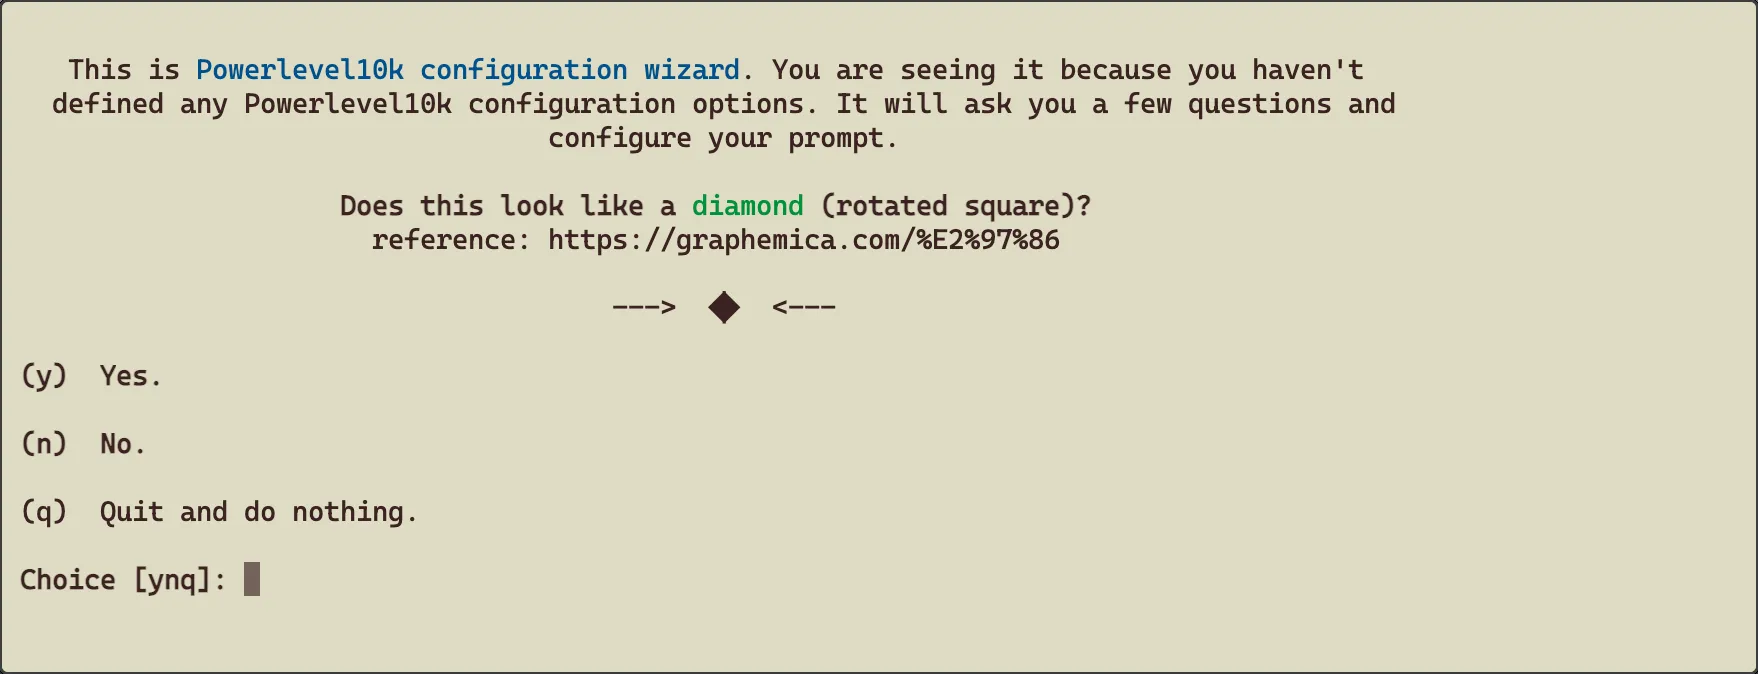 This is Powerlevel10k configuration wizard. You are seeing it because you haven't
defined any Powerlevel10k configuration options. It will ask you a few questions and
configure your prompt.
Does this look like a diamond (rotated square)?
reference: https://graphemica.com/%E2%97%86
---> ◆ <---
(y) Yes.
(n) No.
(q) Quit and do nothing.
Choice [ynq]: